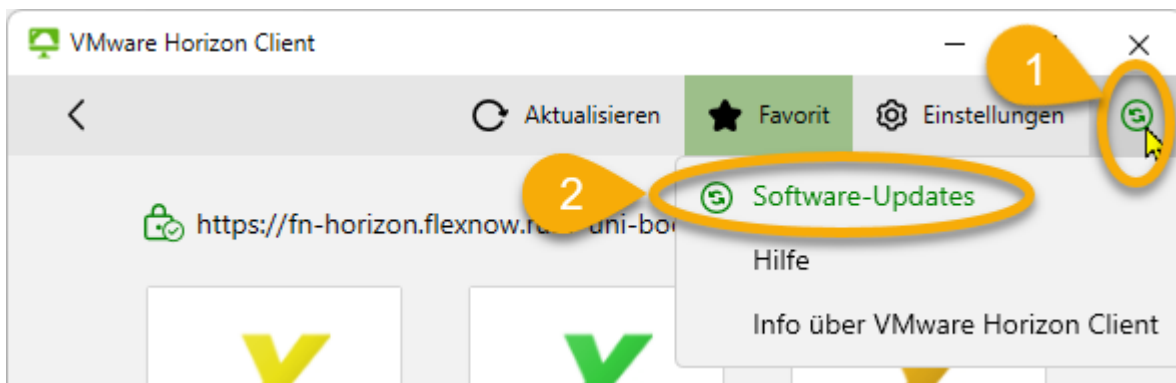 VMware Horizon Client
1
Aktualisieren
Favorit
Einstellungen
2
Software-Updates
https://fn-horizon.flexnow.
Hilfe
Info über VMware Horizon Client